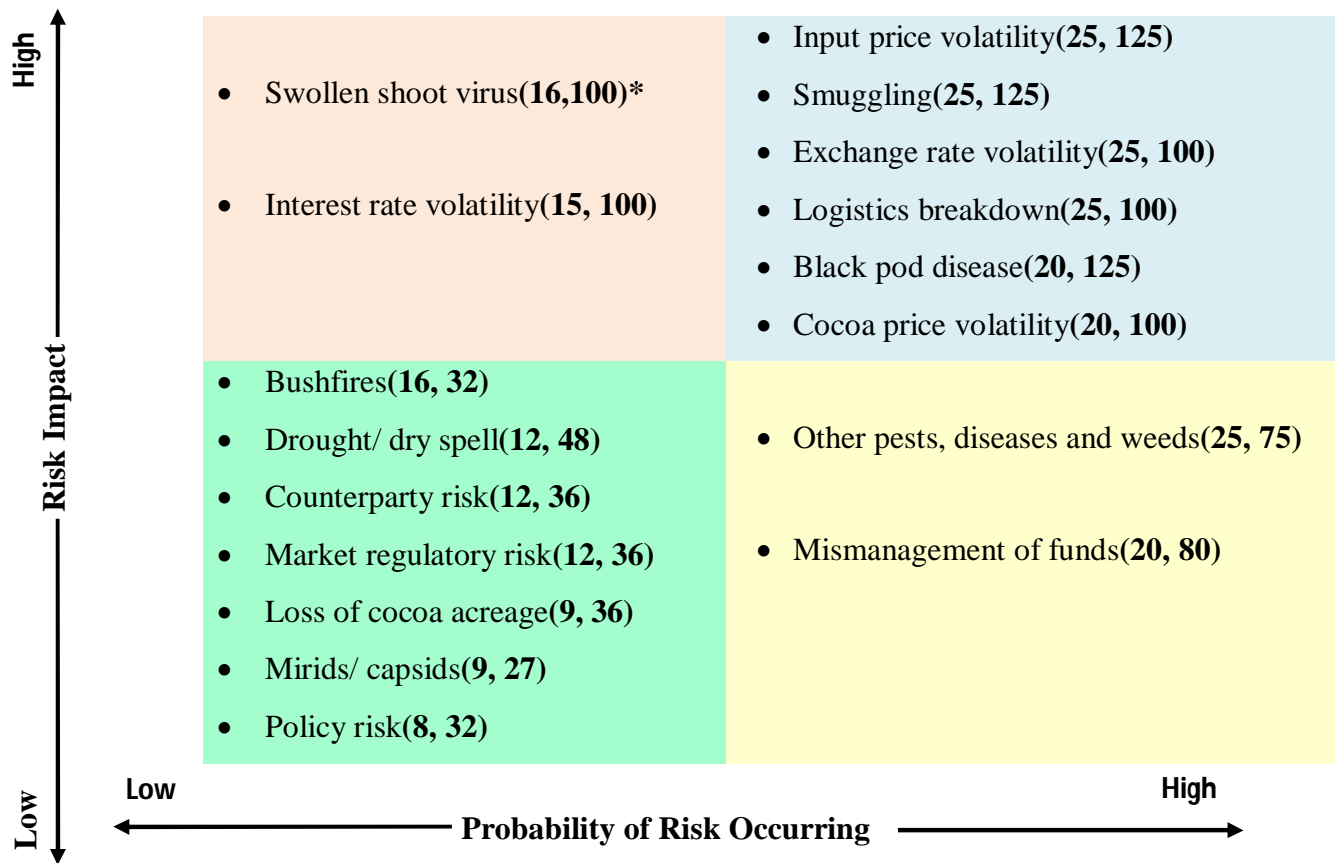 High
Risk Impact
Low
• Swollen shoot virus(16,100)*
• Interest rate volatility(15, 100)
• Input price volatility(25, 125)
• Smuggling(25, 125)
• Exchange rate volatility(25, 100)
• Logistics breakdown(25, 100)
• Black pod disease(20, 125)
• Cocoa price volatility(20, 100)
• Bushfires(16, 32)
• Drought/ dry spell(12, 48)
• Counterparty risk(12, 36)
• Market regulatory risk(12, 36)
• Loss of cocoa acreage(9, 36)
• Mirids/ capsids(9, 27)
• Policy risk(8, 32)
• Other pests, diseases and weeds(25, 75)
• Mismanagement of funds(20, 80)
Low
High
Probability of Risk Occurring